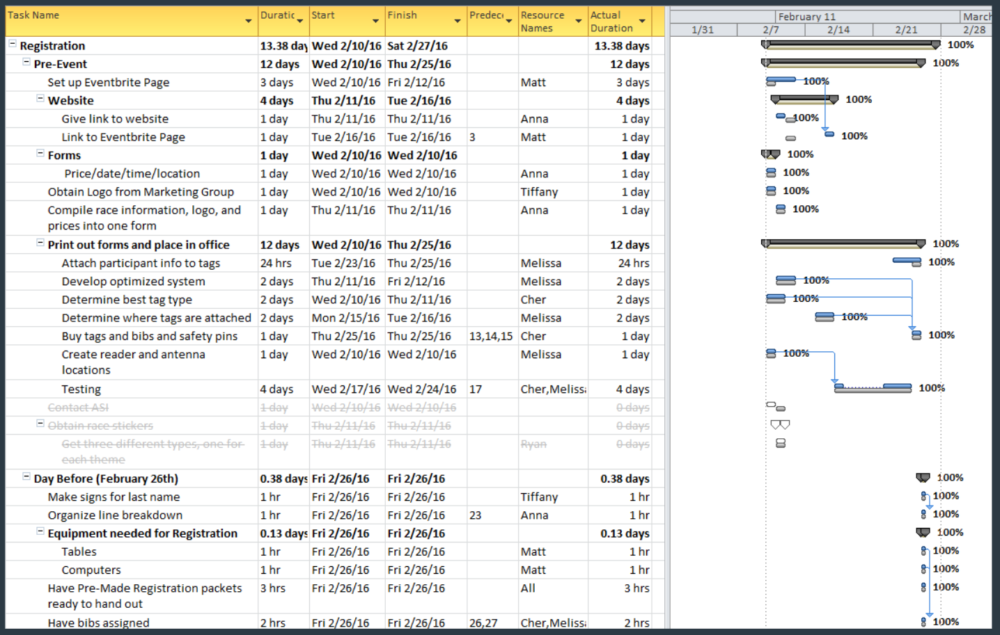 Task Name Duratic Start Finish Predece Resource Names Actual Duration
February 11 March
1/31 2/7 2/14 2/21 2/28
Registration 13.38 day Wed 2/10/16 Sat 2/27/16 13.38 days 100%
Pre-Event 12 days Wed 2/10/16 Thu 2/25/16 12 days 100%
Set up Eventbrite Page 3 days Wed 2/10/16 Fri 2/12/16 Matt 3 days 100%
Website 4 days Thu 2/11/16 Tue 2/16/16 4 days 100%
Give link to website 1 day Thu 2/11/16 Thu 2/11/16 Anna 1 day 100%
Link to Eventbrite Page 1 day Tue 2/16/16 Tue 2/16/16 3 Matt 1 day 100%
Forms 1 day Wed 2/10/16 Wed 2/10/16 1 day 100%
Price/date/time/location 1 day Wed 2/10/16 Wed 2/10/16 Anna 1 day 100%
Obtain Logo from Marketing Group 1 day Wed 2/10/16 Wed 2/10/16 Tiffany 1 day 100%
Compile race information, logo, and 1 day Thu 2/11/16 Thu 2/11/16 Anna 1 day 100%
prices into one form
Print out forms and place in office 12 days Wed 2/10/16 Thu 2/25/16 12 days 100%
Attach participant info to tags 24 hrs Tue 2/23/16 Thu 2/25/16 Melissa 24 hrs 100%
Develop optimized system 2 days Thu 2/11/16 Fri 2/12/16 Melissa 2 days 100%
Determine best tag type 2 days Wed 2/10/16 Thu 2/11/16 Cher 2 days 100%
Determine where tags are attached 2 days Mon 2/15/16 Tue 2/16/16 Melissa 2 days 100%
Buy tags and bibs and safety pins 1 day Thu 2/25/16 Thu 2/25/16 13,14,15 Cher 1 day 100%
Create reader and antenna 1 day Wed 2/10/16 Wed 2/10/16 Melissa 1 day 100%
locations
Testing 4 days Wed 2/17/16 Wed 2/24/16 17 Cher,Melissa 4 days 100%
Contact ASI 1 day Wed 2/10/16 Wed 2/10/16 0 days
Obtain race stickers 1 day Thu 2/11/16 Thu 2/11/16 0 days
Get three different types, one for 1 day Thu 2/11/16 Thu 2/11/16 Ryan 0 days
each theme
Day Before (February 26th) 0.38 days Fri 2/26/16 Fri 2/26/16 0.38 days 100%
Make signs for last name 1 hr Fri 2/26/16 Fri 2/26/16 Tiffany 1 hr 100%
Organize line breakdown 1 hr Fri 2/26/16 Fri 2/26/16 23 Anna 1 hr 100%
Equipment needed for Registration 0.13 days Fri 2/26/16 Fri 2/26/16 0.13 days 100%
Tables 1 hr Fri 2/26/16 Fri 2/26/16 Matt 1 hr 100%
Computers 1 hr Fri 2/26/16 Fri 2/26/16 Matt 1 hr 100%
Have Pre-Made Registration packets 3 hrs Fri 2/26/16 Fri 2/26/16 All 3 hrs 100%
ready to hand out
Have bibs assigned 2 hrs Fri 2/26/16 Fri 2/26/16 26,27 Cher,Melissa 2 hrs 100%